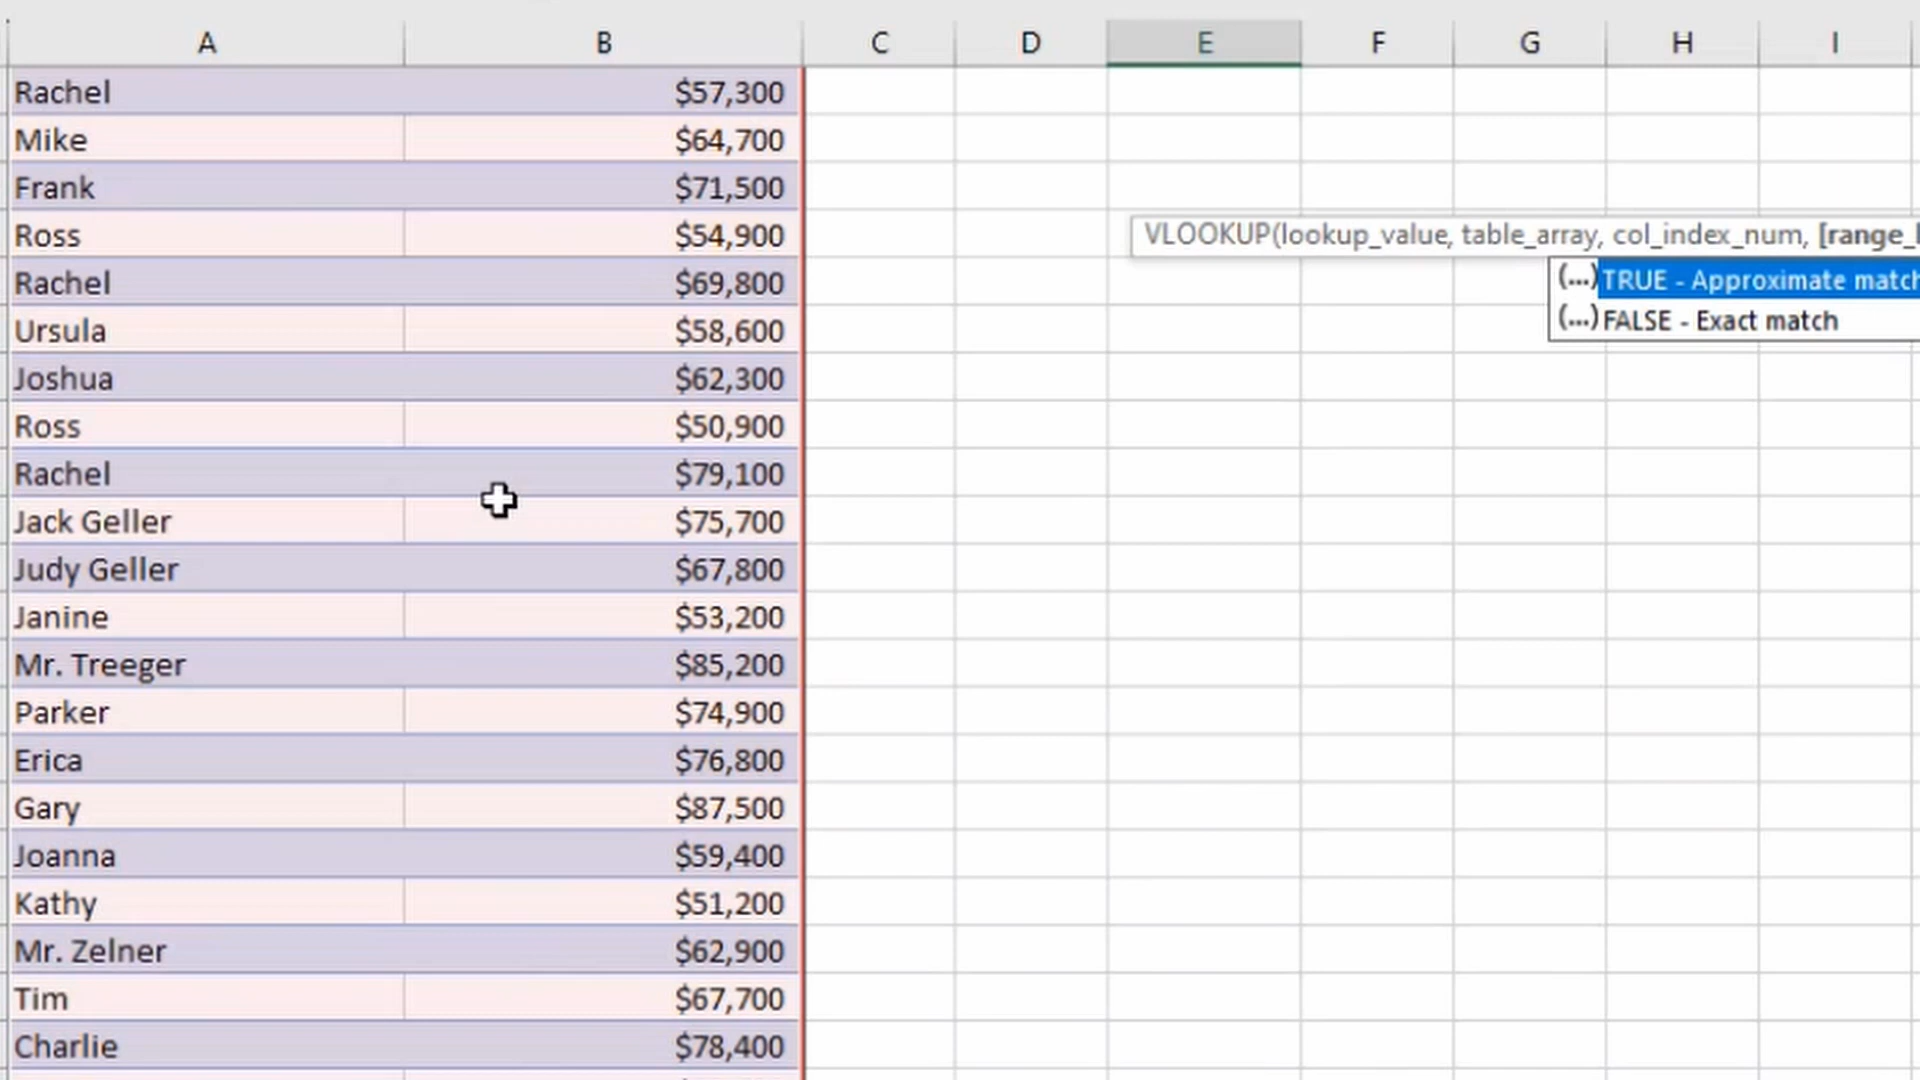 A B C D E F G H I
Rachel $57,300
Mike $64,700
Frank $71,500
Ross $54,900
VLOOKUP(lookup_value, table_array, col_index_num, [range_
Rachel $69,800
(...) TRUE - Approximate match
Ursula $58,600
(...) FALSE - Exact match
Joshua $62,300
Ross $50,900
Rachel $79,100
Jack Geller $75,700
Judy Geller $67,800
Janine $53,200
Mr. Treeger $85,200
Parker $74,900
Erica $76,800
Gary $87,500
Joanna $59,400
Kathy $51,200
Mr. Zelner $62,900
Tim $67,700
Charlie $78,400